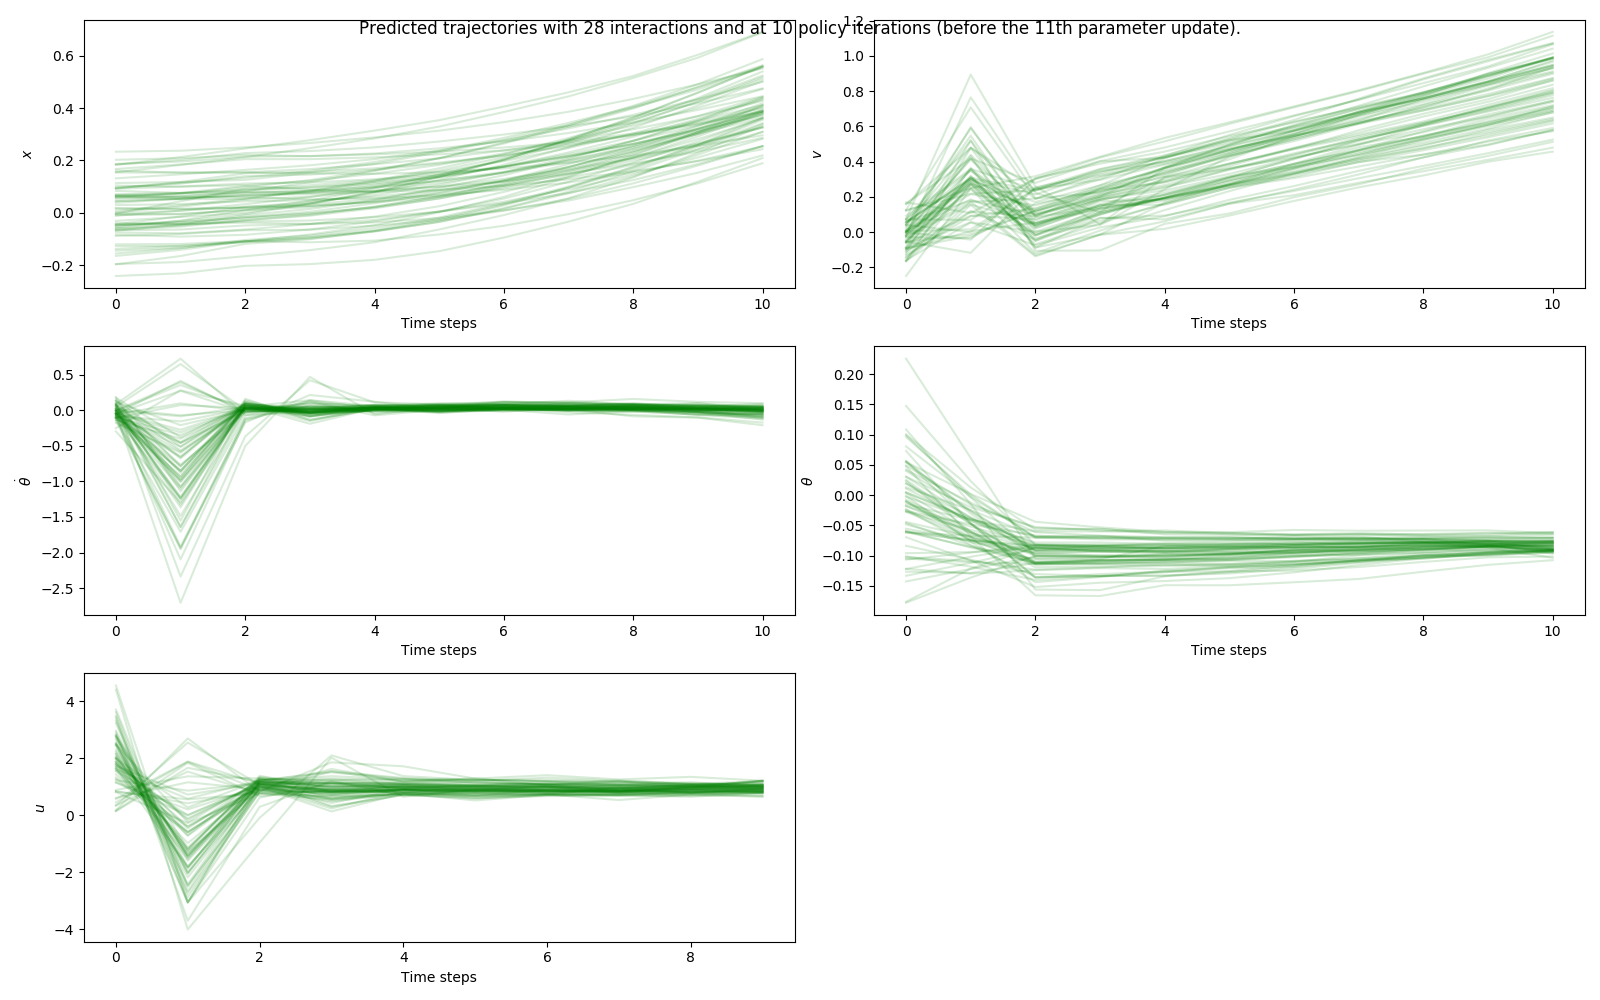 Predicted trajectories with 28 interactions and at 10 policy iterations (before the 11th parameter update).
0.6
0.4
0.2
0.0
−0.2
x
0 2 4 6 8 10
Time steps
1.2
1.0
0.8
0.6
0.4
0.2
0.0
−0.2
v
0 2 4 6 8 10
Time steps
0.5
0.0
−0.5
−1.0
−1.5
−2.0
−2.5
θ̇
0 2 4 6 8 10
Time steps
0.20
0.15
0.10
0.05
0.00
−0.05
−0.10
−0.15
θ
0 2 4 6 8 10
Time steps
4
2
0
−2
−4
u
0 2 4 6 8
Time steps